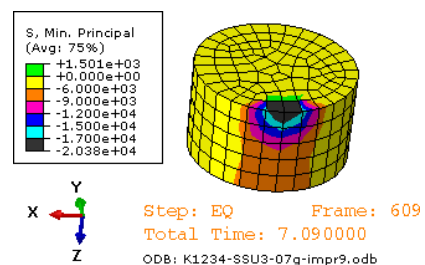 S, Min. Principal
(Avg: 75%)
+1.501e+03
+0.000e+00
-6.000e+03
-9.000e+03
-1.200e+04
-1.500e+04
-1.700e+04
-2.038e+04
Y
X
Z
Step: EQ Frame: 609
Total Time: 7.090000
ODB: K1234-SSU3-07g-impr9.odb